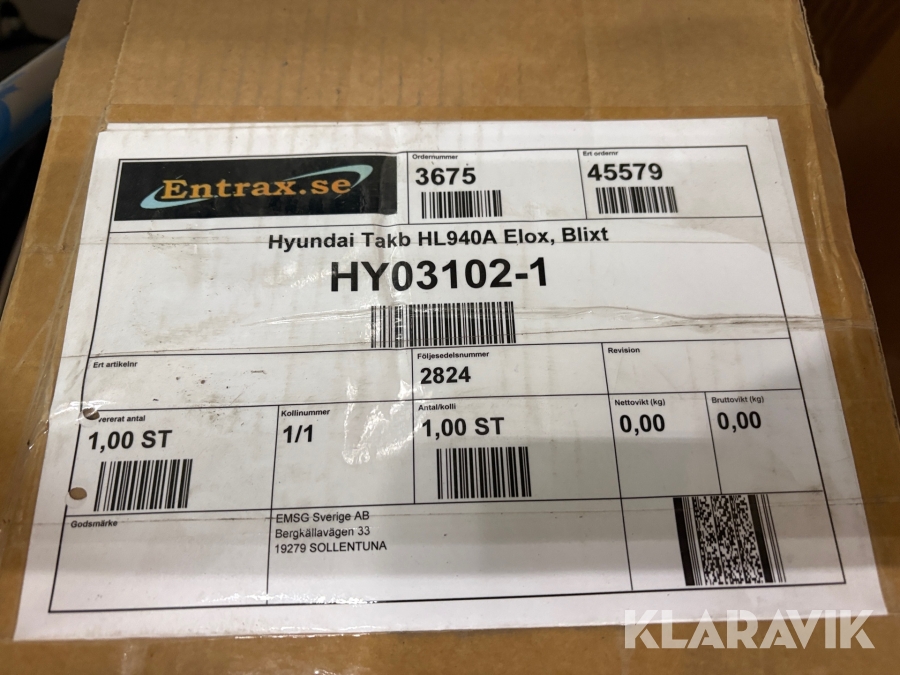 Entrax.se
Ordernummer
3675
Ert ordernr
45579
Hyundai Takb HL940A Elox, Blixt
HY03102-1
Ert artikelnr
Följesedelsnummer
2824
Revision
vererat antal
1,00 ST
Kollinummer
1/1
Antal/kolli
1,00 ST
Nettovikt (kg)
0,00
Bruttovikt (kg)
0,00
Godsmärke
EMSG Sverige AB
Bergkällavägen 33
19279 SOLLENTUNA
KLARAVIK